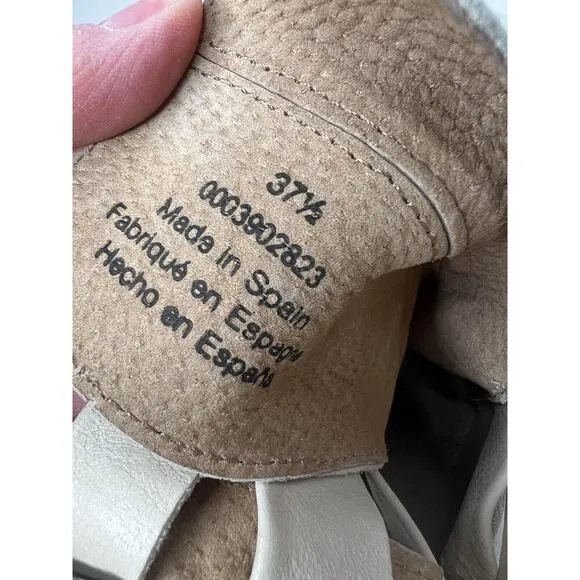 37½
0003902823
Made in Spain
Fabriqué en Espagne
Hecho en España